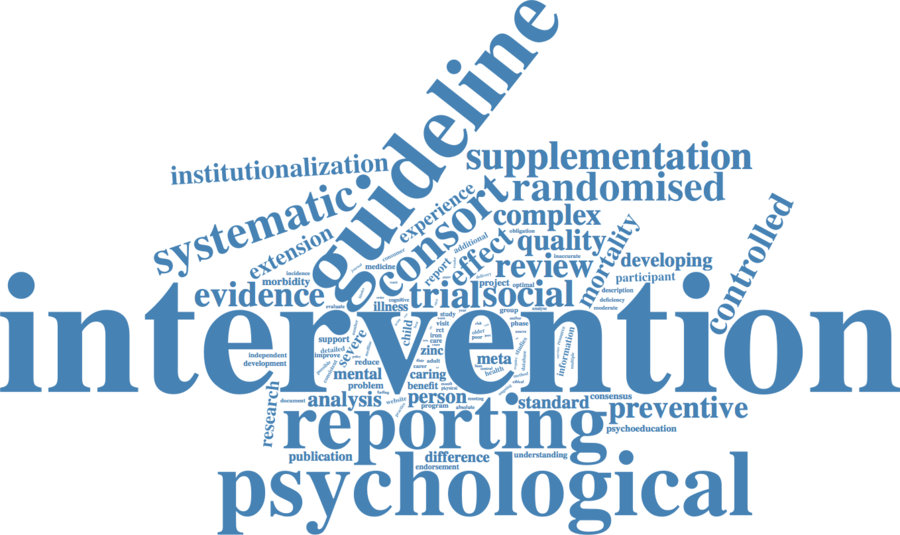 guideline
institutionalization
supplementation
systematic
randomised
experience
consort
complex
extension
additional
obligation
effect
quality
mortality
controlled
consumer
report
review
inaccurate
developing
medicine
incidence
morbidity
project
optimal
participant
evidence
trial
social
description
deficiency
moderate
illness
cognitive
evaluate
group
intervention
study
phase
support
severe
child
visit
rct
iron
care
older
poor
information
detailed
improve
independent
development
zinc
meta
reduce
adult
health
mental
caring
problem
benefit
person
analysis
document
website
program
absolute
meeting
standard
consensus
preventive
research
reporting
psychoeducation
publication
difference
understanding
endorsement
psychological